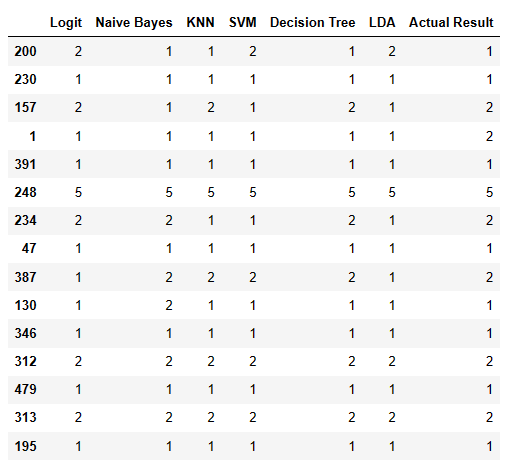 Logit Naive Bayes KNN SVM Decision Tree LDA Actual Result
200 2 1 1 2 1 2 1
230 1 1 1 1 1 1 1
157 2 1 2 1 2 1 2
1 1 1 1 1 1 1 2
391 1 1 1 1 1 1 1
248 5 5 5 5 5 5 5
234 2 2 1 1 2 1 2
47 1 1 1 1 1 1 1
387 1 2 2 2 2 1 2
130 1 2 1 1 1 1 1
346 1 1 1 1 1 1 1
312 2 2 2 2 2 2 2
479 1 1 1 1 1 1 1
313 2 2 2 2 2 2 2
195 1 1 1 1 1 1 1